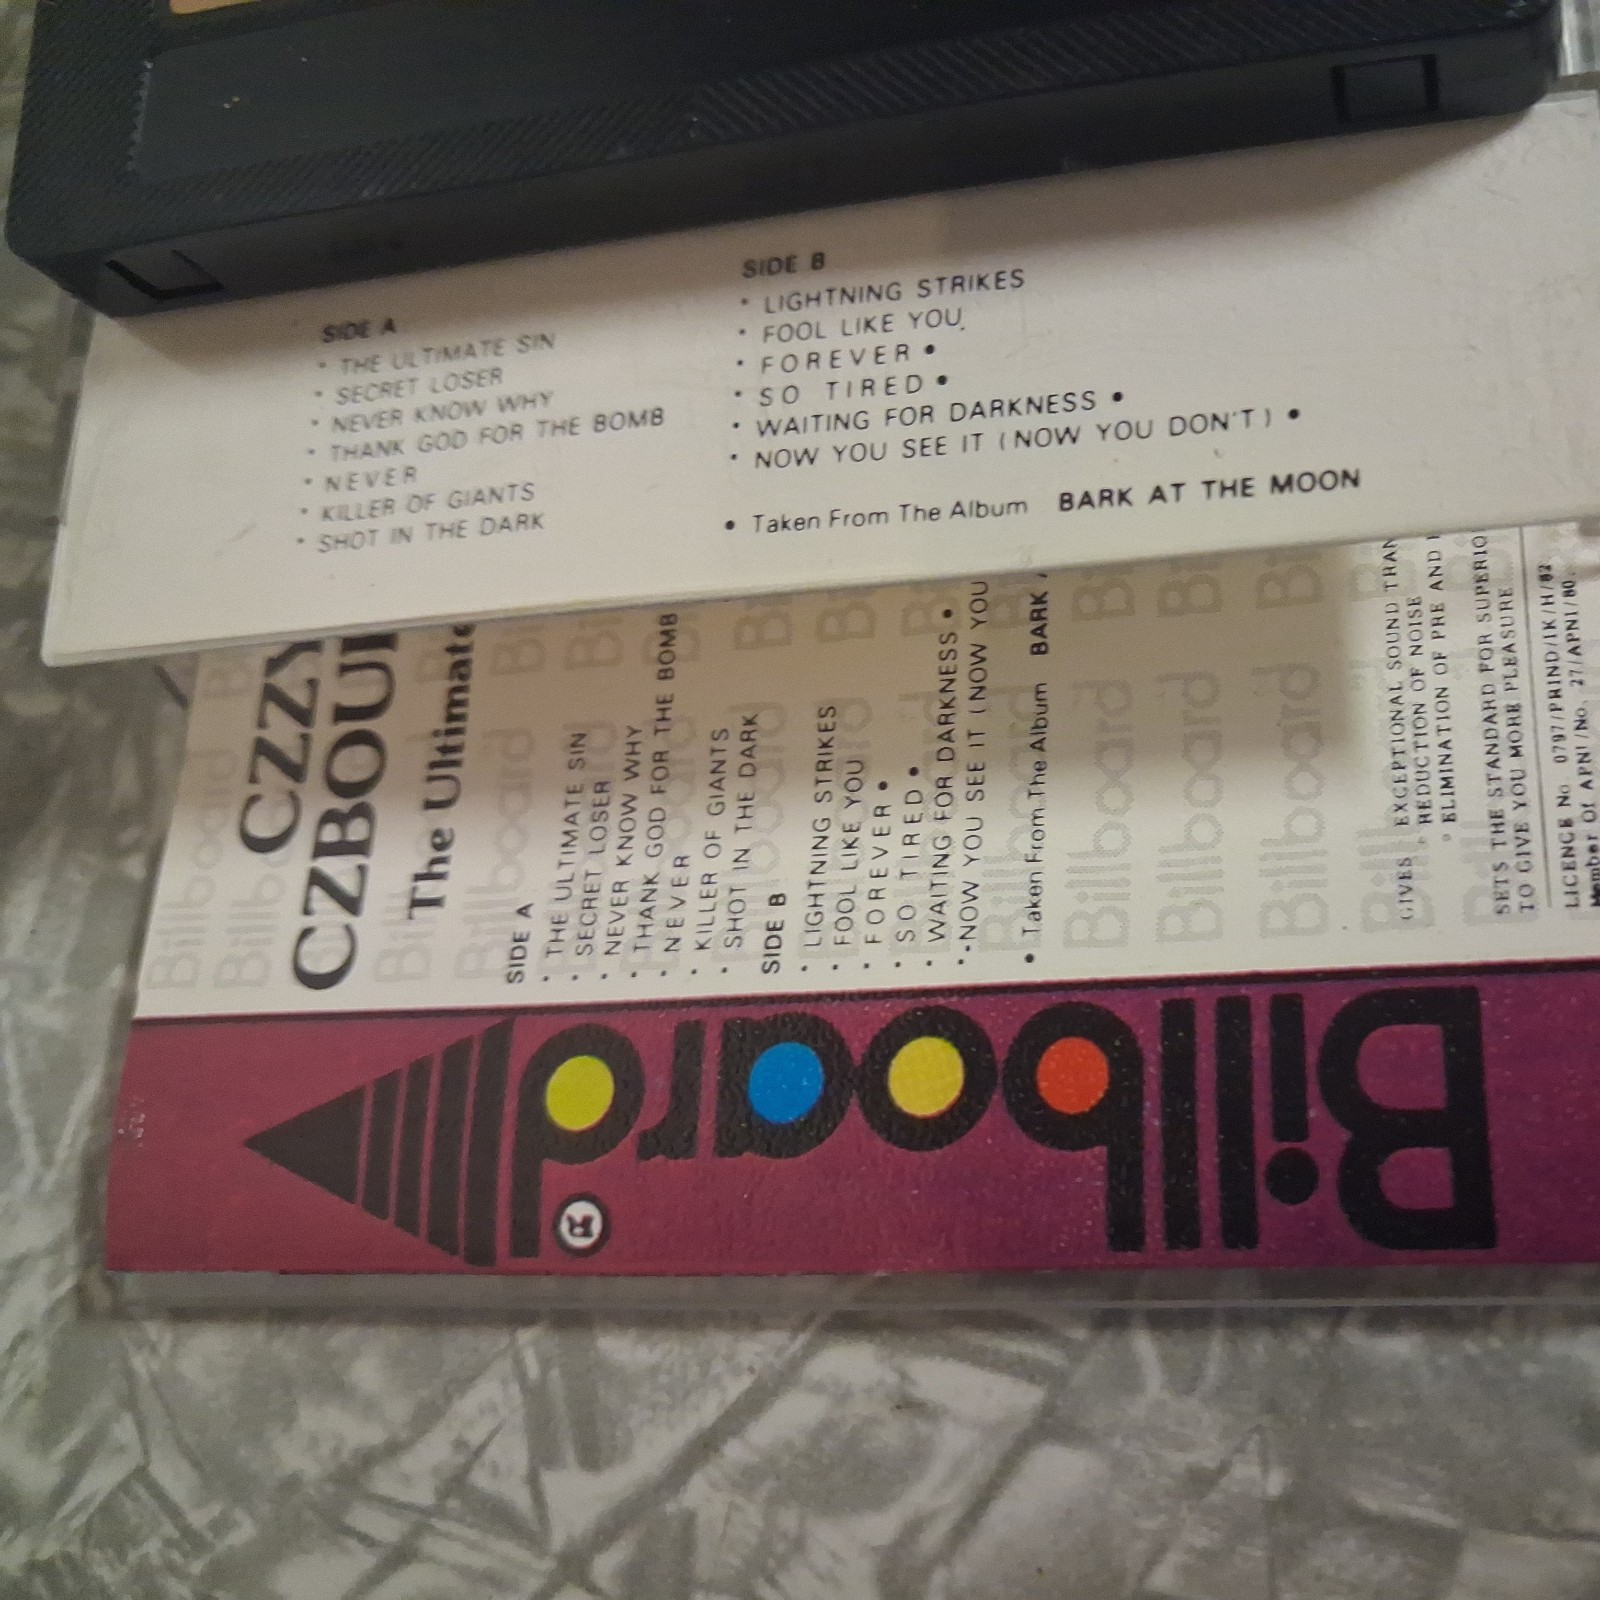 SIDE A
• THE ULTIMATE SIN
• SECRET LOSER
• NEVER KNOW WHY
• THANK GOD FOR THE BOMB
• NEVER
• KILLER OF GIANTS
• SHOT IN THE DARK
SIDE B
• LIGHTNING STRIKES
• FOOL LIKE YOU
• FOREVER •
• SO TIRED •
• WAITING FOR DARKNESS •
• NOW YOU SEE IT (NOW YOU DON'T) •
• Taken From The Album BARK AT THE MOON
CZZY
CZBOU
The Ultimate
SIDE A
• THE ULTIMATE SIN
• SECRET LOSER
• NEVER KNOW WHY
• THANK GOD FOR THE BOMB
• NEVER
• KILLER OF GIANTS
• SHOT IN THE DARK
SIDE B
• LIGHTNING STRIKES
• FOOL LIKE YOU
• FOREVER •
• SO TIRED •
• WAITING FOR DARKNESS •
• NOW YOU SEE IT (NOW YOU
• Taken From The Album BARK
GIVES ◦ EXCEPTIONAL SOUND TRAN
◦ REDUCTION OF NOISE
◦ ELIMINATION OF PRE AND
SETS THE STANDARD FOR SUPERIO
TO GIVE YOU MORE PLEASURE
LICENCE No. 0797/PRIND/IK/H/82
Member Of APNI/No. 27/APNI/80
Billboard
®